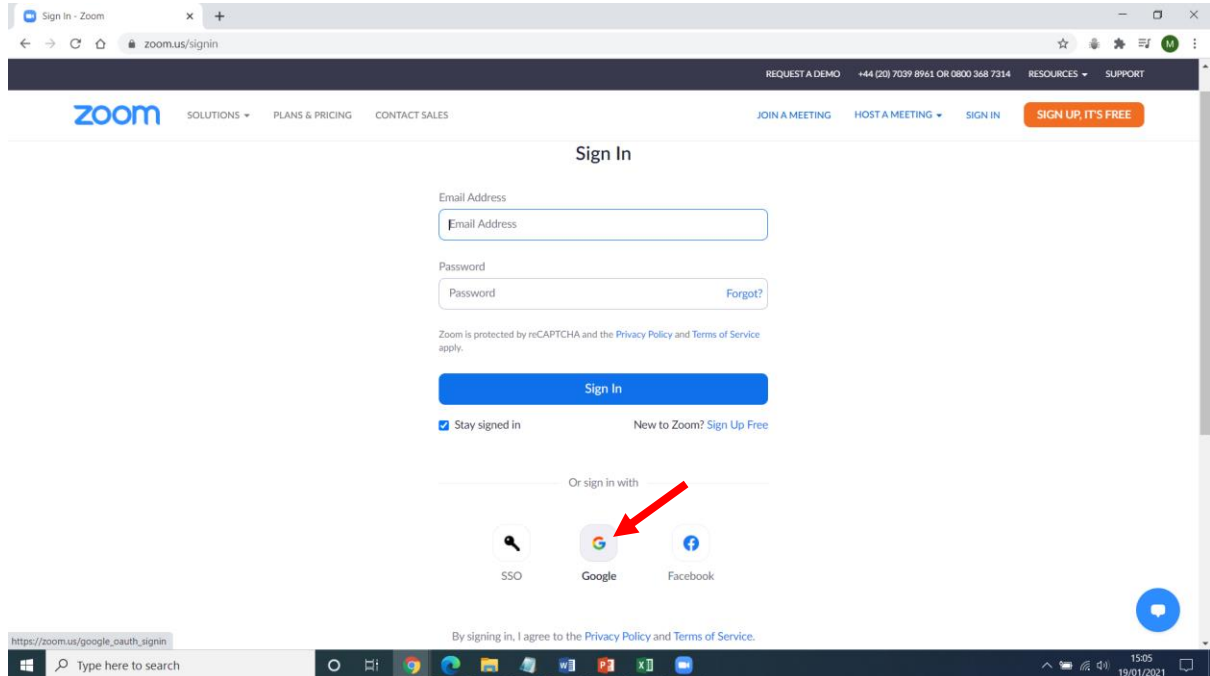 Sign In - Zoom
zoom.us/signin
M
REQUEST A DEMO +44 (20) 7039 8961 OR 0800 368 7314 RESOURCES SUPPORT
zoom SOLUTIONS PLANS & PRICING CONTACT SALES JOIN A MEETING HOST A MEETING SIGN IN SIGN UP, IT'S FREE
Sign In
Email Address
Email Address
Password
Password Forgot?
Zoom is protected by reCAPTCHA and the Privacy Policy and Terms of Service
apply.
Sign In
Stay signed in New to Zoom? Sign Up Free
Or sign in with
SSO Google Facebook
By signing in, I agree to the Privacy Policy and Terms of Service.
https://zoom.us/google_oauth_signin
Type here to search
15:05
19/01/2021